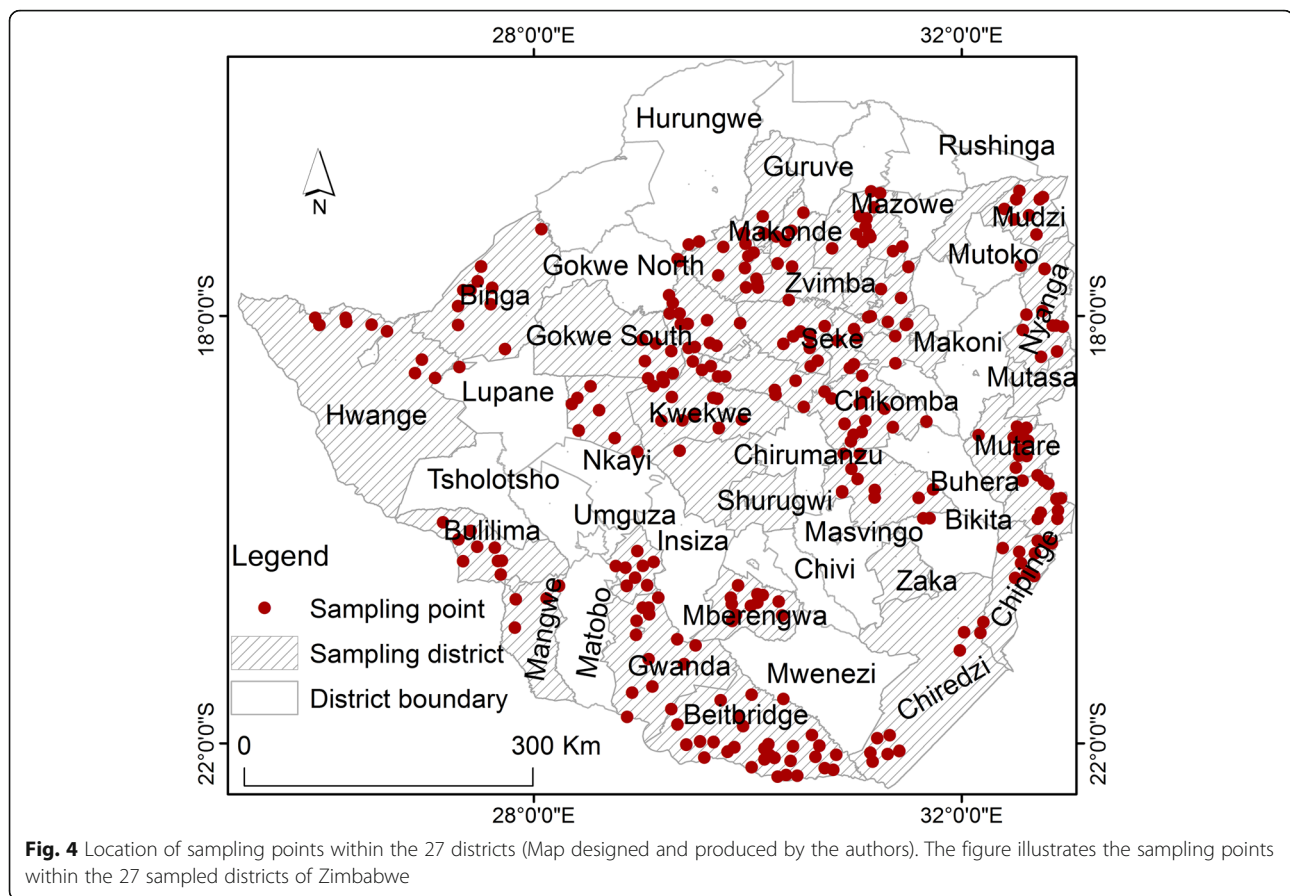 28°0'0"E
32°0'0"E
Hurungwe
Rushinga
Guruve
N
Mazowe
Mudzi
Makonde
Mutoko
Gokwe North
Zvimba
Nyanga
Binga
18°0'0"S
18°0'0"S
Gokwe South
Seke
Makoni
Mutasa
Lupane
Hwange
Kwekwe
Chikomba
Mutare
Nkayi
Chirumanzu
Tsholotsho
Buhera
Shurugwi
Umguza
Masvingo
Bikita
Bulilima
Insiza
Legend
Chivi
Zaka
Chipinge
Sampling point
Mangwe
Matobo
Mberengwa
Sampling district
Gwanda
Mwenezi
Chiredzi
District boundary
Beitbridge
0
300 Km
22°0'0"S
22°0'0"S
28°0'0"E
32°0'0"E
Fig. 4 Location of sampling points within the 27 districts (Map designed and produced by the authors). The figure illustrates the sampling points
within the 27 sampled districts of Zimbabwe